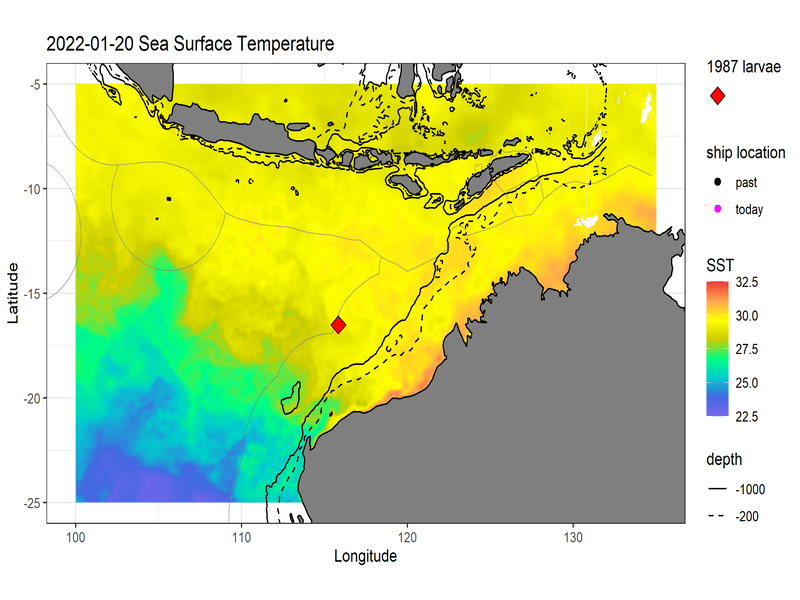 2022-01-20 Sea Surface Temperature
1987 larvae
ship location
past
today
SST
32.5
30.0
27.5
25.0
22.5
depth
-1000
-200
-5
-10
-15
-20
-25
Latitude
100
110
120
130
Longitude